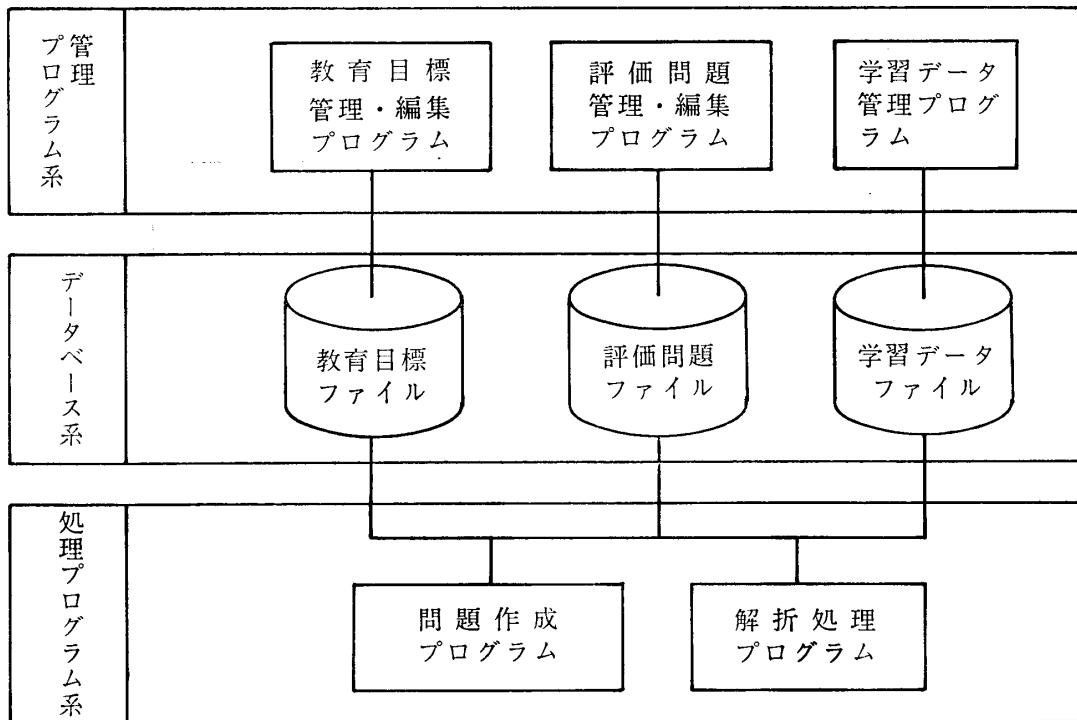 管理
プログラム系
教育目標
管理・編集
プログラム
評価問題
管理・編集
プログラム
学習データ
管理プログ
ラム
データベース系
教育目標
ファイル
評価問題
ファイル
学習データ
ファイル
処理プログラム系
問題作成
プログラム
解折処理
プログラム